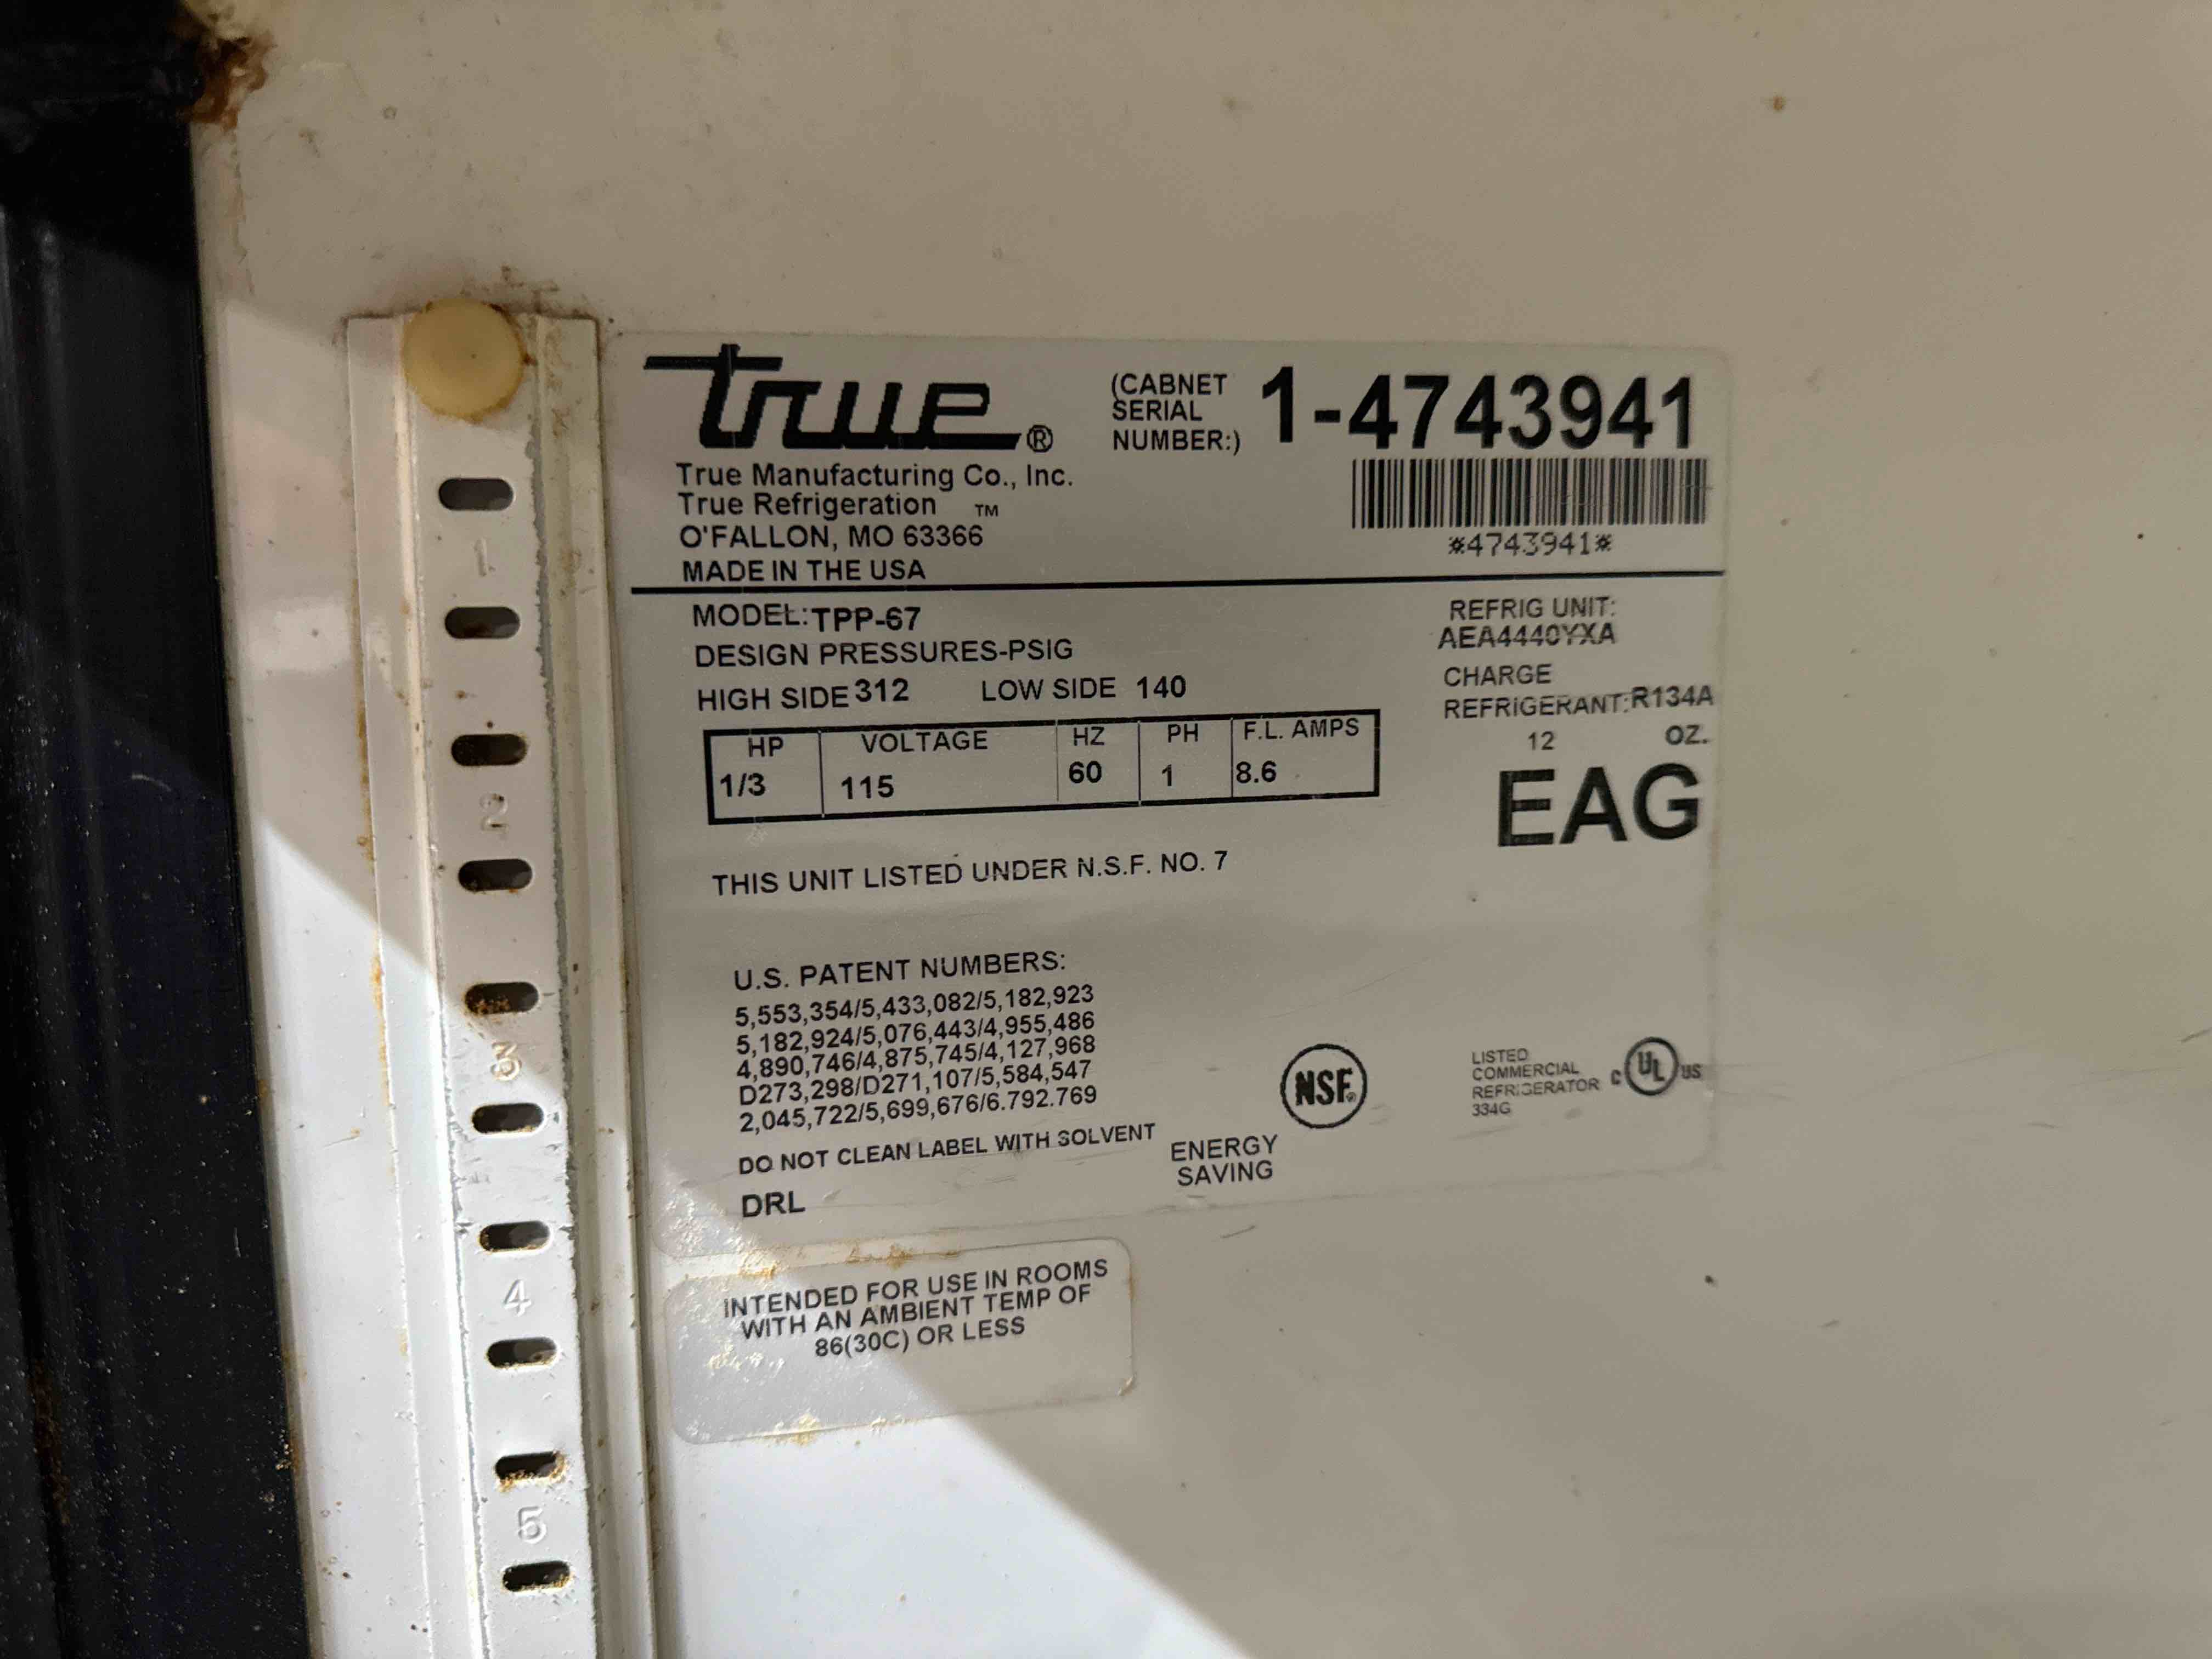 true®
(CABNET
SERIAL
NUMBER:)
1-4743941
True Manufacturing Co., Inc.
True Refrigeration ™
O'FALLON, MO 63366
MADE IN THE USA
*4743941*
MODEL: TPP-67
DESIGN PRESSURES-PSIG
HIGH SIDE 312 LOW SIDE 140
REFRIG UNIT:
AEA4440YXA
CHARGE
REFRIGERANT: R134A
12 OZ.
EAG
HP VOLTAGE HZ PH F.L. AMPS
1/3 115 60 1 8.6
THIS UNIT LISTED UNDER N.S.F. NO. 7
U.S. PATENT NUMBERS:
5,553,354/5,433,082/5,182,923
5,182,924/5,076,443/4,955,486
4,890,746/4,875,745/4,127,968
D273,298/D271,107/5,584,547
2,045,722/5,699,676/6.792.769
DO NOT CLEAN LABEL WITH SOLVENT
DRL
ENERGY
SAVING
NSF®
LISTED
COMMERCIAL
REFRIGERATOR
334G
C UL US
INTENDED FOR USE IN ROOMS
WITH AN AMBIENT TEMP OF
86(30C) OR LESS
1
2
3
4
5